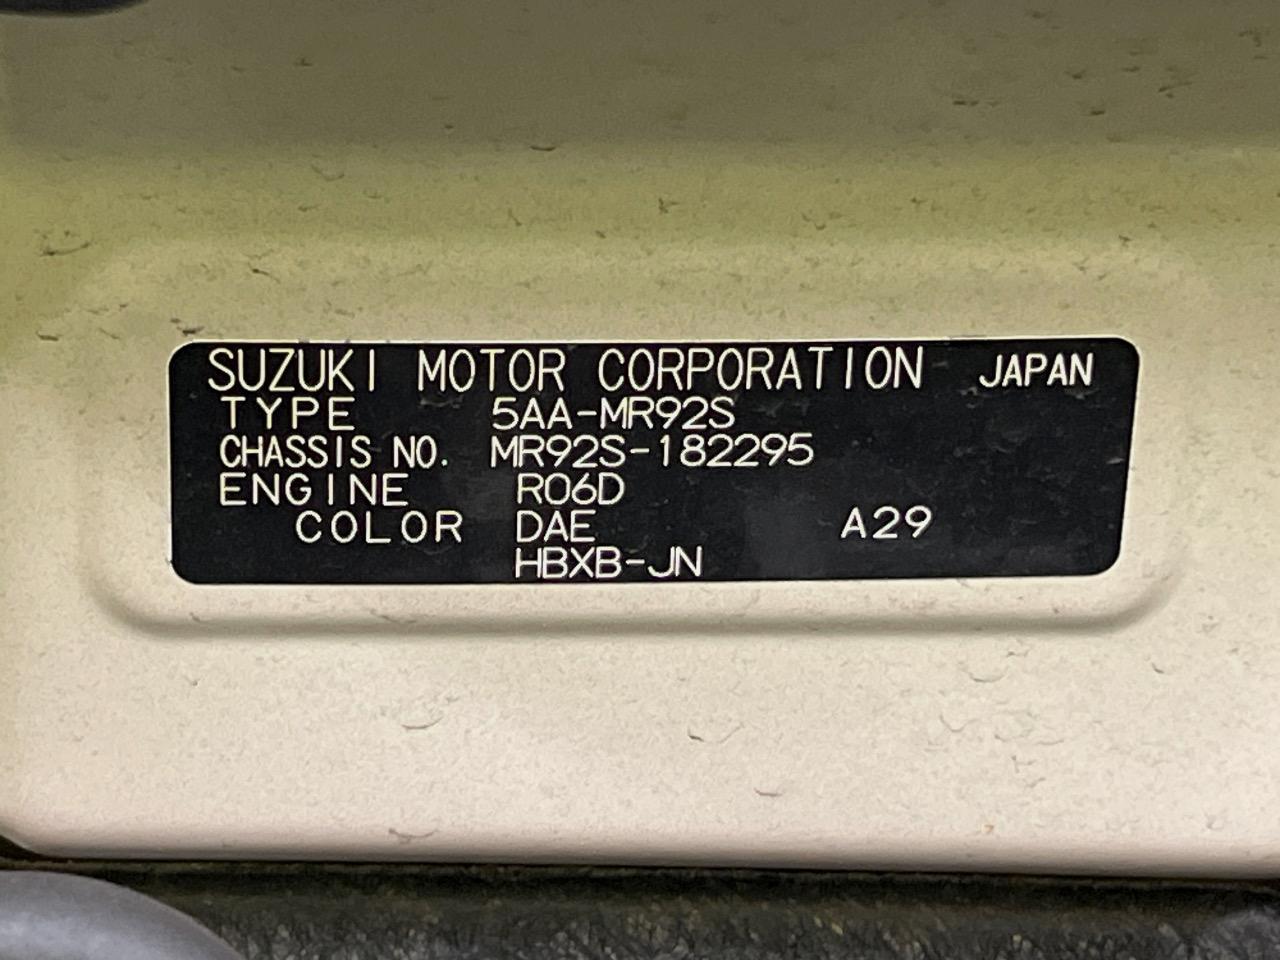 SUZUKI MOTOR CORPORATION JAPAN
TYPE 5AA-MR92S
CHASSIS NO. MR92S-182295
ENGINE R06D
COLOR DAE A29
HBXB-JN